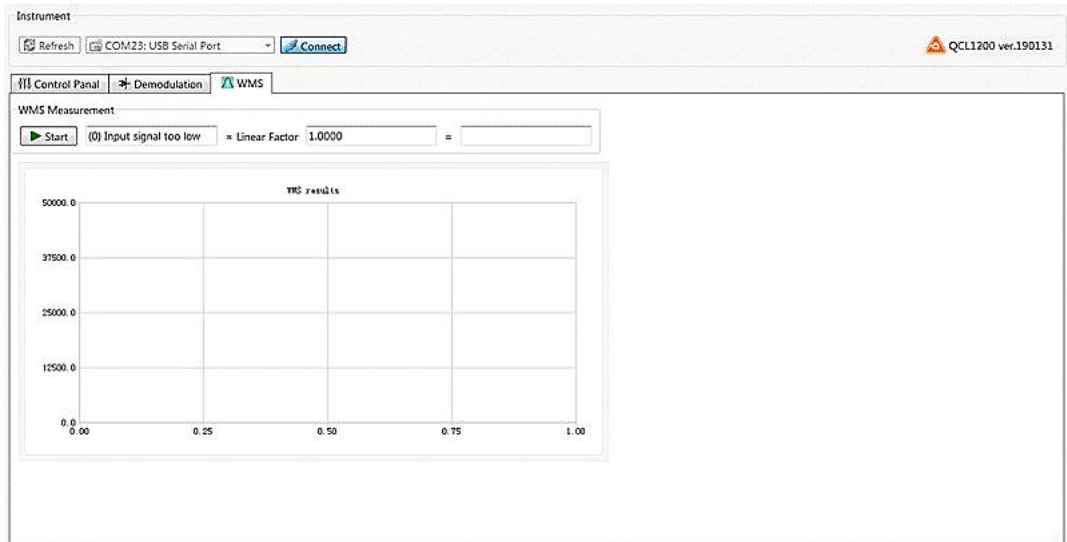 Instrument
Refresh COM23: USB Serial Port Connect QCL1200 ver.190131
Control Panal Demodulation WMS
WMS Measurement
Start (0) Input signal too low × Linear Factor 1.0000 =
WMS results
50000.0
37500.0
25000.0
12500.0
0.0
0.00 0.25 0.50 0.75 1.00